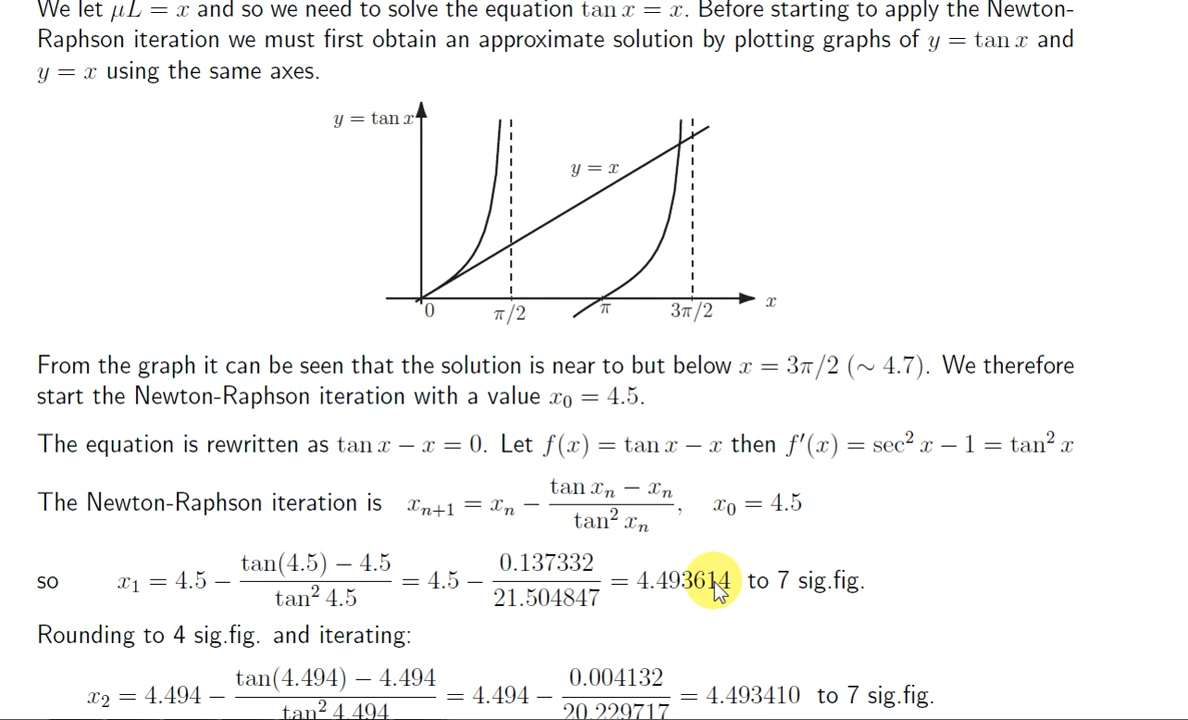 We let μL = x and so we need to solve the equation tan x = x. Before starting to apply the Newton-
Raphson iteration we must first obtain an approximate solution by plotting graphs of y = tan x and
y = x using the same axes.
y = tan x
y = x
0
π/2
π
3π/2
x
From the graph it can be seen that the solution is near to but below x = 3π/2 (∼ 4.7). We therefore
start the Newton-Raphson iteration with a value x₀ = 4.5.
The equation is rewritten as tan x − x = 0. Let f(x) = tan x − x then f′(x) = sec² x − 1 = tan² x
The Newton-Raphson iteration is xₙ₊₁ = xₙ − (tan xₙ − xₙ)/(tan² xₙ), x₀ = 4.5
so x₁ = 4.5 − (tan(4.5) − 4.5)/(tan² 4.5) = 4.5 − 0.137332/21.504847 = 4.493614 to 7 sig.fig.
Rounding to 4 sig.fig. and iterating:
x₂ = 4.494 − (tan(4.494) − 4.494)/(tan² 4.494) = 4.494 − 0.004132/20.229717 = 4.493410 to 7 sig.fig.